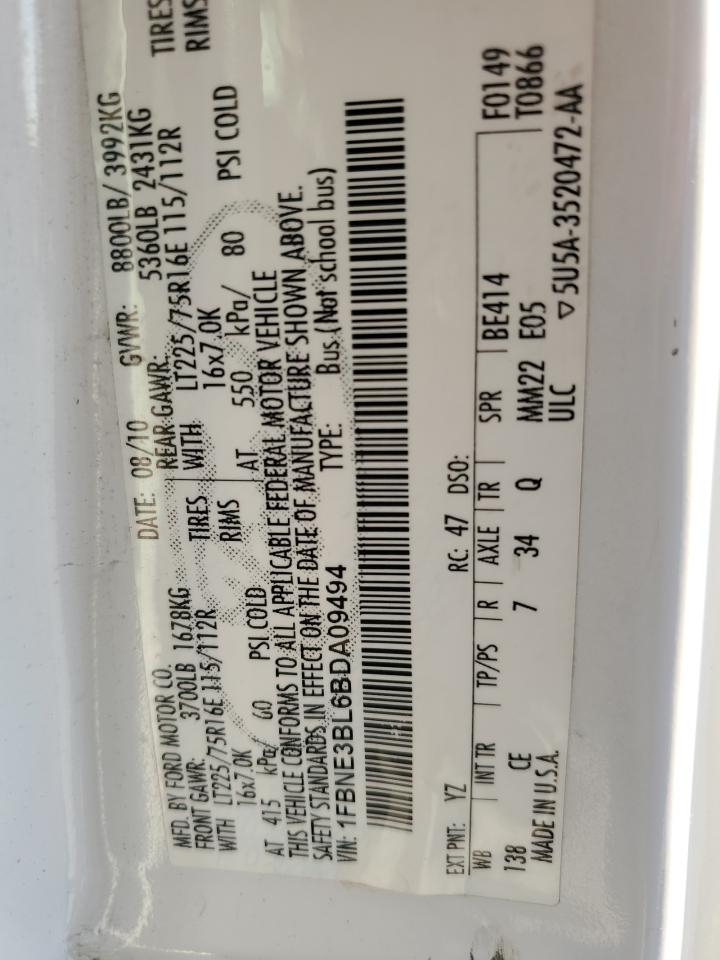 MFD. BY FORD MOTOR CO.
DATE: 08/10 GVWR: 8800LB/ 3992KG
FRONT GAWR: 3700LB 1678KG REAR GAWR: 5360LB 2431KG
WITH LT225/75R16E 115/112R TIRES WITH LT225/75R16E 115/112R TIRES
16x7.0K RIMS 16x7.0K RIMS
AT 415 kPa/ 60 PSI COLD AT 550 kPa/ 80 PSI COLD
THIS VEHICLE CONFORMS TO ALL APPLICABLE FEDERAL MOTOR VEHICLE
SAFETY STANDARDS IN EFFECT ON THE DATE OF MANUFACTURE SHOWN ABOVE.
VIN: 1FBNE3BL6BDA09494 TYPE: Bus (Not school bus)
EXT PNT: YZ RC: 47 DSO:
WB INT TR TP/PS R AXLE TR SPR BE414 F0149
138 CE 7 34 Q MM22 E05 T0866
MADE IN U.S.A. ULC ▽5U5A-3520472-AA